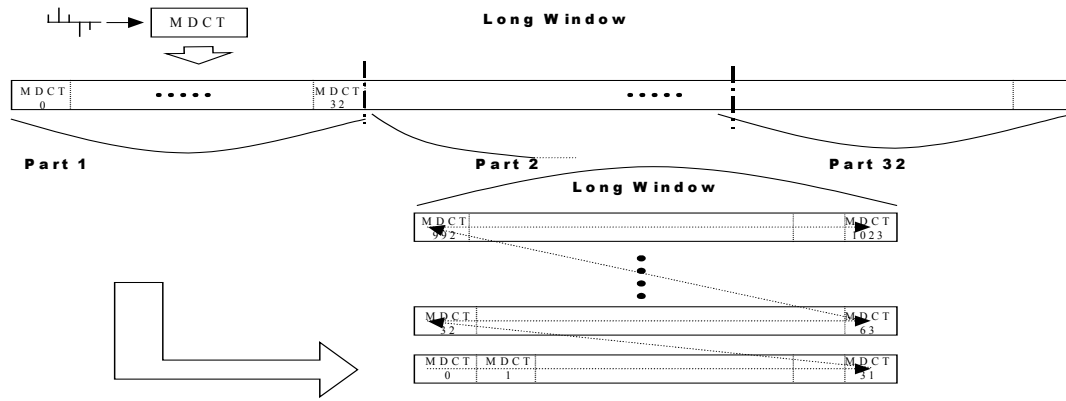 MDCT
Long Window
MDCT
0
MDCT
32
Part 1
Part 2
Part 32
Long Window
MDCT
992
MDCT
1023
MDCT
32
MDCT
63
MDCT
0
MDCT
1
MDCT
31